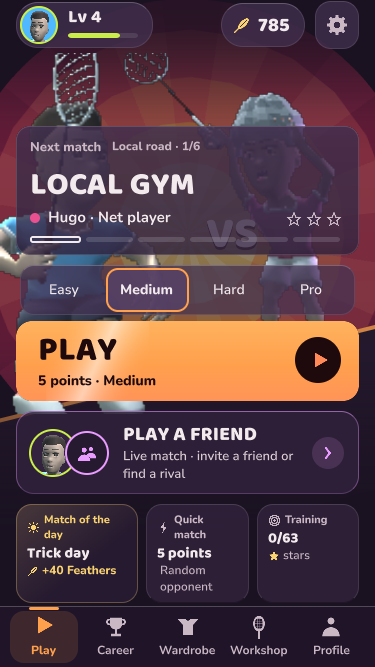 Lv 4
785
Next match Local road · 1/6
LOCAL GYM
Hugo · Net player
VS
Easy Medium Hard Pro
PLAY
5 points · Medium
PLAY A FRIEND
Live match · invite a friend or
find a rival
Match of the
day
Trick day
+40 Feathers
Quick
match
5 points
Random
opponent
Training
0/63
stars
Play Career Wardrobe Workshop Profile